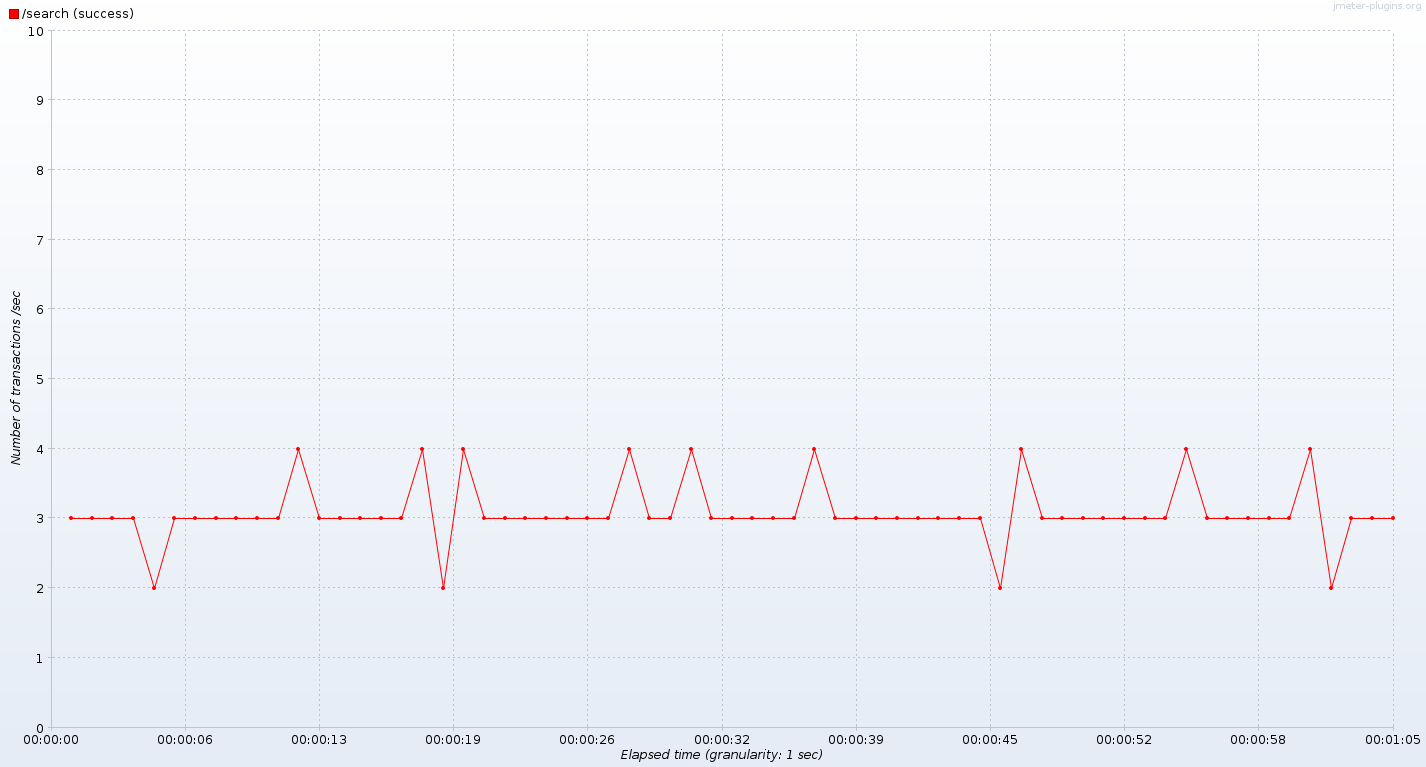 /search (success)
jmeter-plugins.org
10
9
8
7
6
5
4
3
2
1
0
Number of transactions /sec
00:00:00 00:00:06 00:00:13 00:00:19 00:00:26 00:00:32 00:00:39 00:00:45 00:00:52 00:00:58 00:01:05
Elapsed time (granularity: 1 sec)